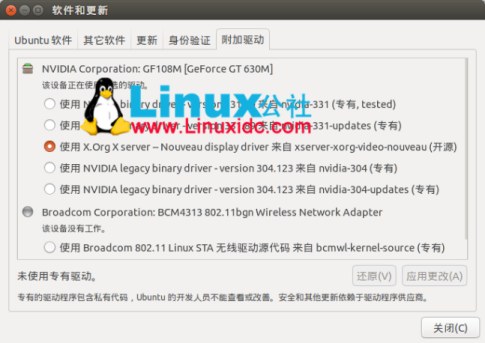 软件和更新
Ubuntu 软件 其它软件 更新 身份验证 附加驱动
NVIDIA Corporation: GF108M [GeForce GT 630M]
该设备正在使用 的驱动。
使用 binary driver - version 331 来自 nvidia-331 (专有, tested)
使用 binary driver - version 来自 nvidia-331-updates (专有)
Linux公社
www.Linuxidc.com
使用 X.Org X server – Nouveau display driver 来自 xserver-xorg-video-nouveau (开源)
使用 NVIDIA legacy binary driver - version 304.123 来自 nvidia-304 (专有)
使用 NVIDIA legacy binary driver - version 304.123 来自 nvidia-304-updates (专有)
Broadcom Corporation: BCM4313 802.11bgn Wireless Network Adapter
该设备没有工作。
使用 Broadcom 802.11 Linux STA 无线驱动源代码 来自 bcmwl-kernel-source (专有)
未使用专有驱动。
还原(V) 应用更改(A)
专有的驱动程序包含私有代码，Ubuntu 的开发人员不能查看或改善。安全和其他更新依赖于驱动程序供应商。
关闭(C)